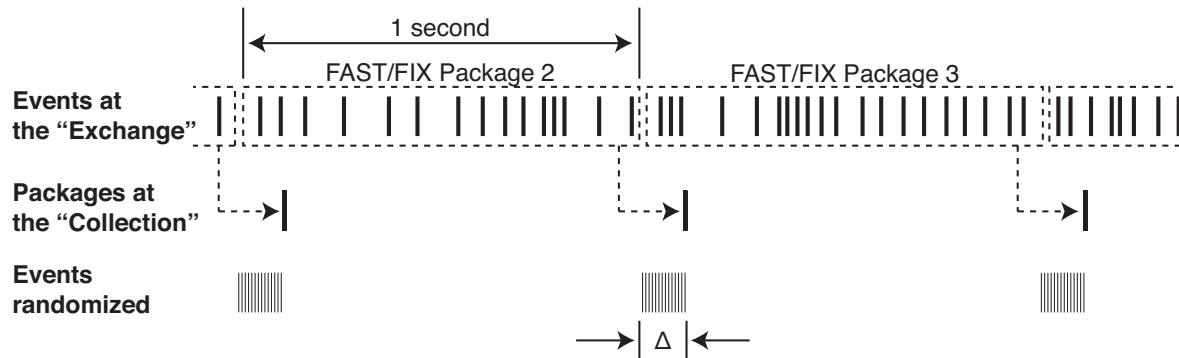 1 second
FAST/FIX Package 2
FAST/FIX Package 3
Events at
the “Exchange”
Packages at
the “Collection”
Events
randomized
Δ